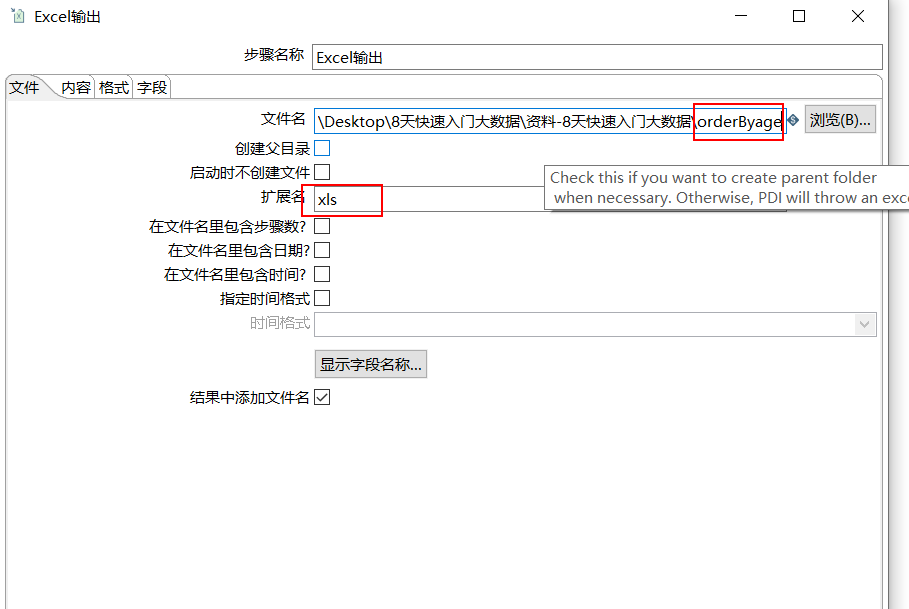 Excel输出
步骤名称 Excel输出
文件 内容 格式 字段
文件名 \Desktop\8天快速入门大数据\资料-8天快速入门大数据\orderByage 浏览(B)...
创建父目录
启动时不创建文件
Check this if you want to create parent folder
扩展名 xls
when necessary. Otherwise, PDI will throw an exce
在文件名里包含步骤数?
在文件名里包含日期?
在文件名里包含时间?
指定时间格式
时间格式
显示字段名称...
结果中添加文件名